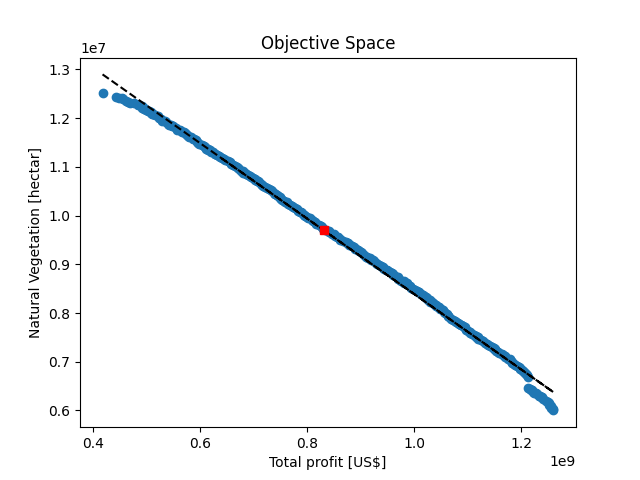 Objective Space
1e7
1.3
1.2
1.1
1.0
0.9
0.8
0.7
0.6
Natural Vegetation [hectar]
0.4
0.6
0.8
1.0
1.2
1e9
Total profit [US$]